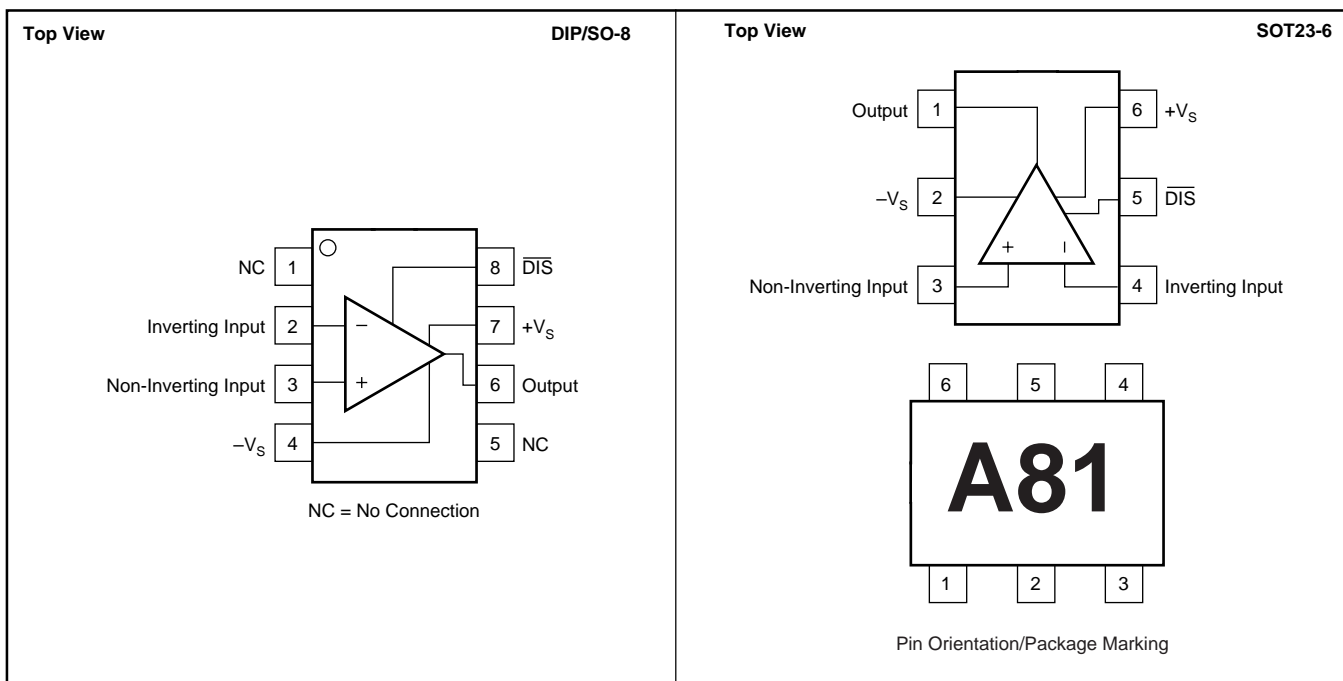 Top View
DIP/SO-8
NC 1
8 D̅I̅S̅
Inverting Input 2 −
7 +VS
Non-Inverting Input 3 +
6 Output
–VS 4
5 NC
NC = No Connection
Top View
SOT23-6
Output 1
6 +VS
–VS 2
5 D̅I̅S̅
+ −
Non-Inverting Input 3
4 Inverting Input
6 5 4
A81
1 2 3
Pin Orientation/Package Marking